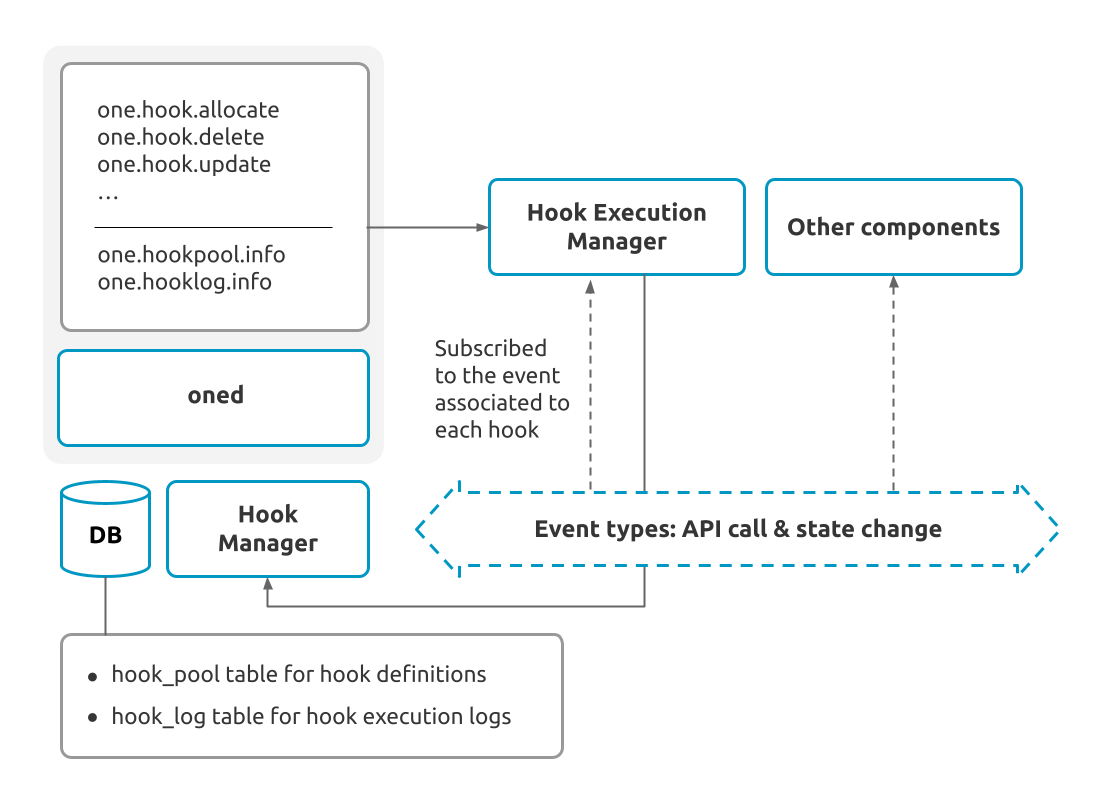 one.hook.allocate
one.hook.delete
one.hook.update
...
one.hookpool.info
one.hooklog.info
oned
Hook Execution
Manager
Other components
Subscribed
to the event
associated to
each hook
DB
Hook
Manager
Event types: API call & state change
• hook_pool table for hook definitions
• hook_log table for hook execution logs